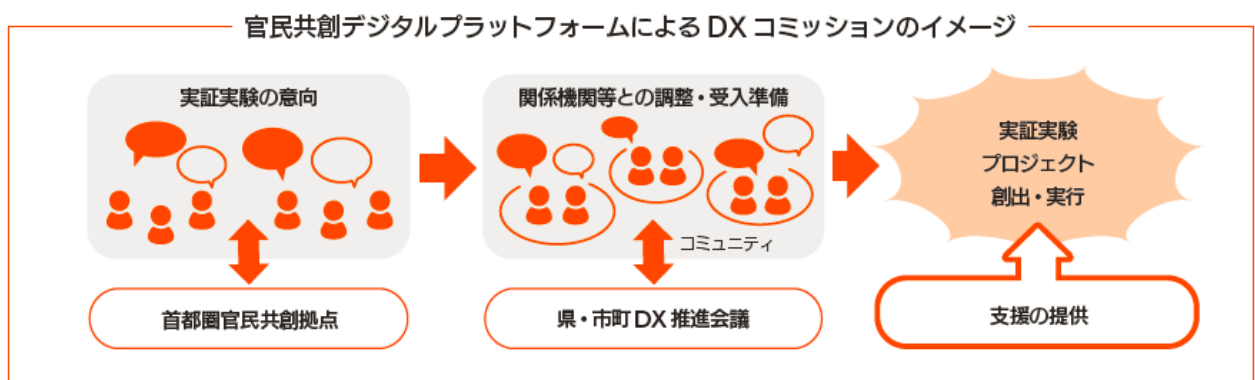 官民共創デジタルプラットフォームによる DX コミッションのイメージ
実証実験の意向
関係機関等との調整・受入準備
実証実験
プロジェクト
創出・実行
コミュニティ
首都圏官民共創拠点
県・市町 DX 推進会議
支援の提供